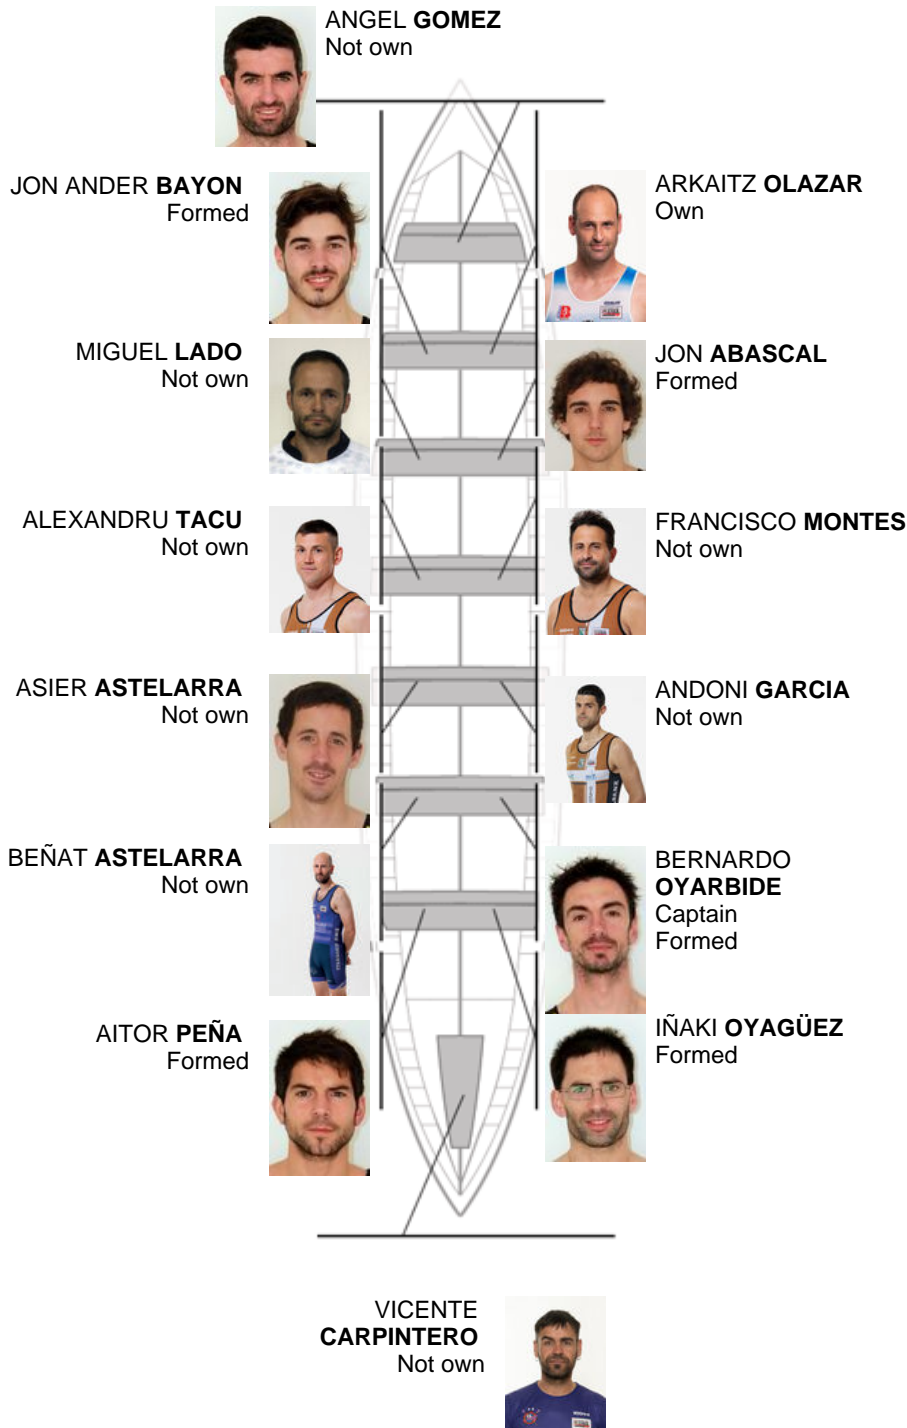 ANGEL GOMEZ
Not own
JON ANDER BAYON
Formed
ARKAITZ OLAZAR
Own
MIGUEL LADO
Not own
JON ABASCAL
Formed
ALEXANDRU TACU
Not own
FRANCISCO MONTES
Not own
ASIER ASTELARRA
Not own
ANDONI GARCIA
Not own
BEÑAT ASTELARRA
Not own
BERNARDO
OYARBIDE
Captain
Formed
AITOR PEÑA
Formed
IÑAKI OYAGÜEZ
Formed
VICENTE
CARPINTERO
Not own